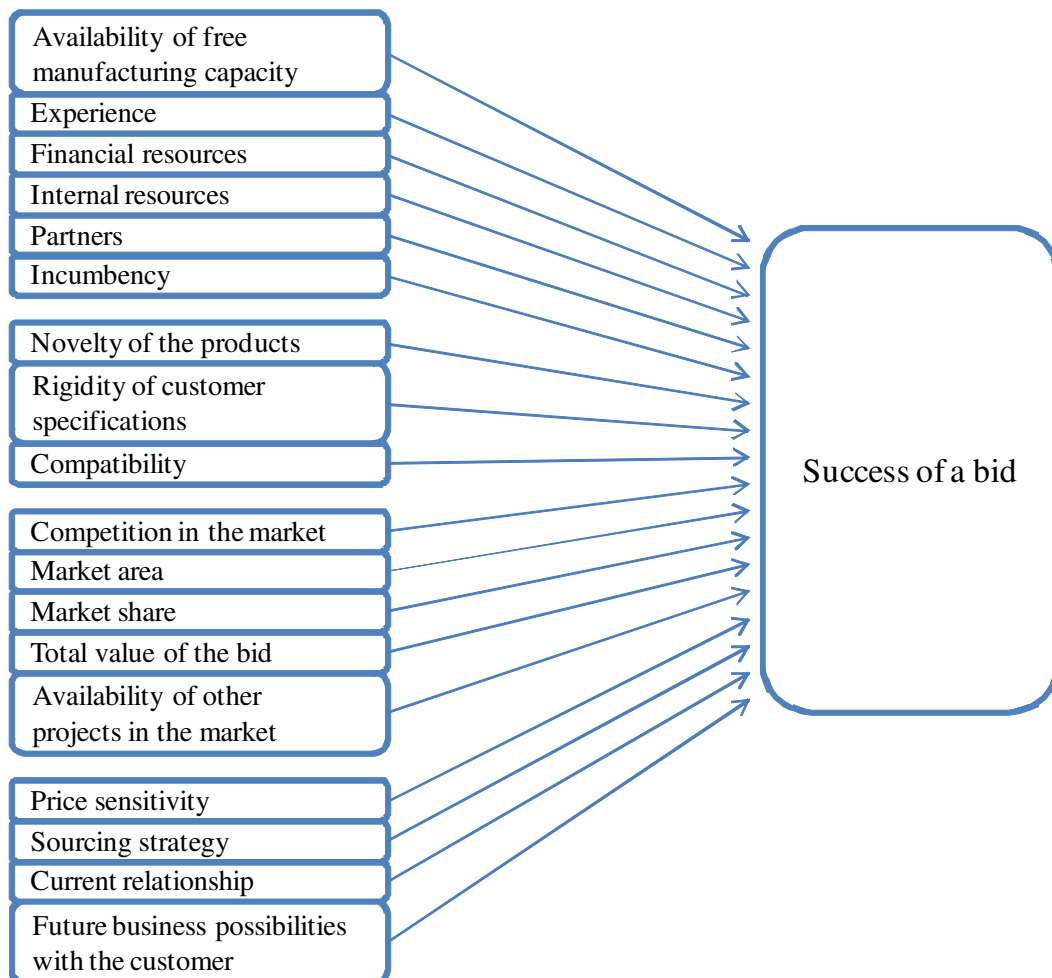 Availability of free
manufacturing capacity
Experience
Financial resources
Internal resources
Partners
Incumbency
Novelty of the products
Rigidity of customer
specifications
Compatibility
Competition in the market
Market area
Market share
Total value of the bid
Availability of other
projects in the market
Price sensitivity
Sourcing strategy
Current relationship
Future business possibilities
with the customer
Success of a bid